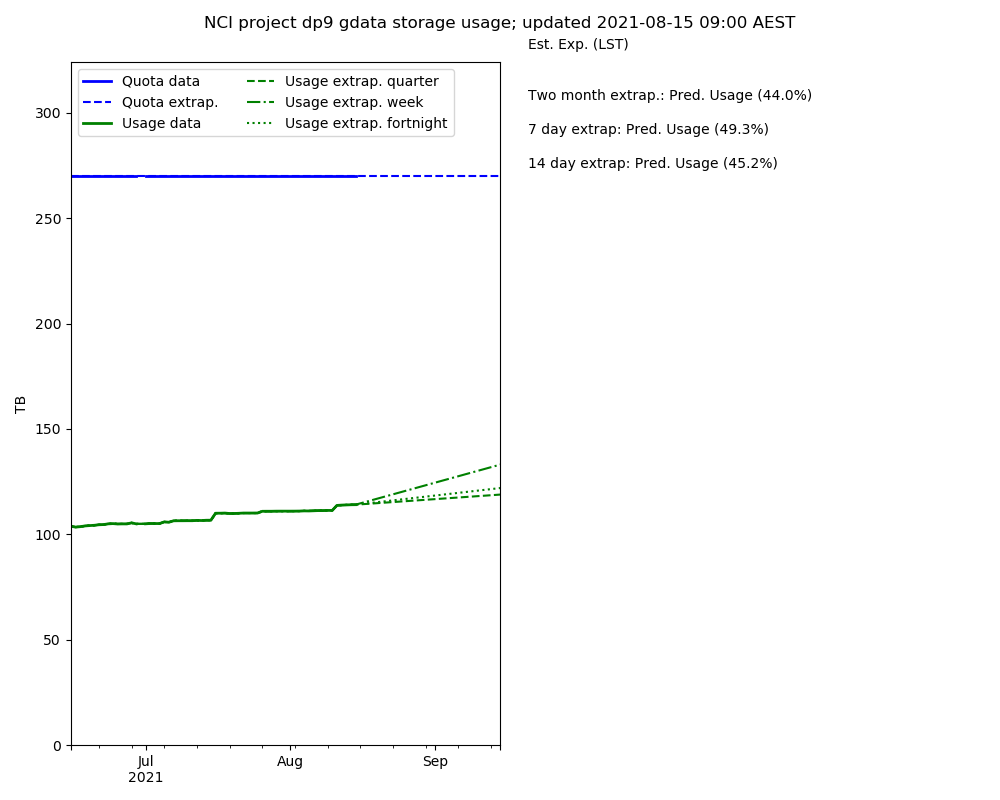 NCI project dp9 gdata storage usage; updated 2021-08-15 09:00 AEST
Est. Exp. (LST)
Two month extrap.: Pred. Usage (44.0%)
7 day extrap: Pred. Usage (49.3%)
14 day extrap: Pred. Usage (45.2%)
Quota data
Quota extrap.
Usage data
Usage extrap. quarter
Usage extrap. week
Usage extrap. fortnight
TB
300
250
200
150
100
50
0
Jul
2021
Aug
Sep